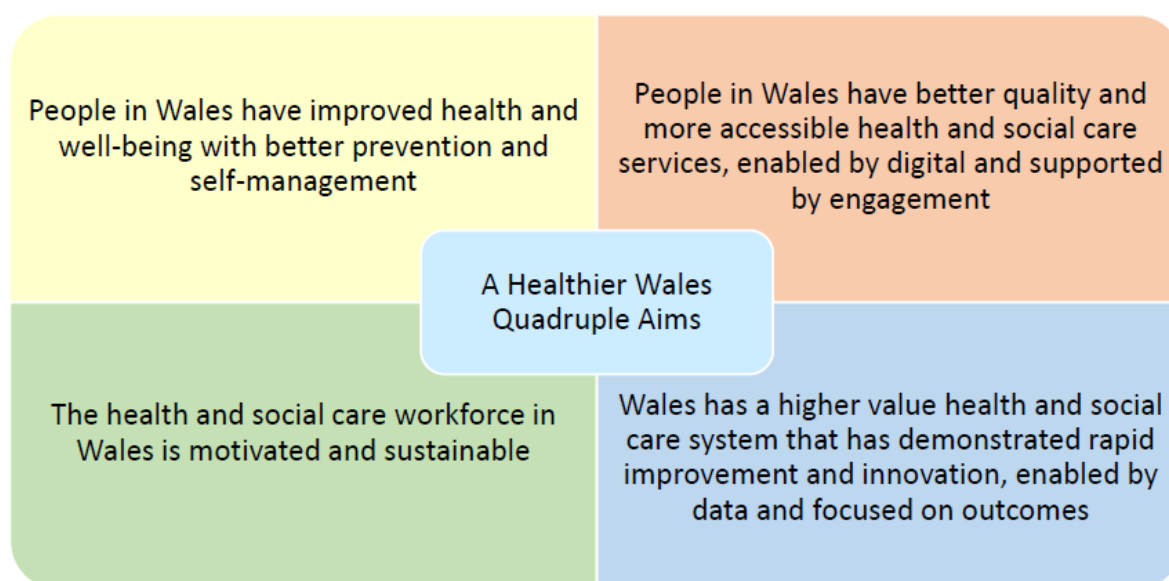 People in Wales have improved health and
well-being with better prevention and
self-management
People in Wales have better quality and
more accessible health and social care
services, enabled by digital and supported
by engagement
A Healthier Wales
Quadruple Aims
The health and social care workforce in
Wales is motivated and sustainable
Wales has a higher value health and social
care system that has demonstrated rapid
improvement and innovation, enabled by
data and focused on outcomes